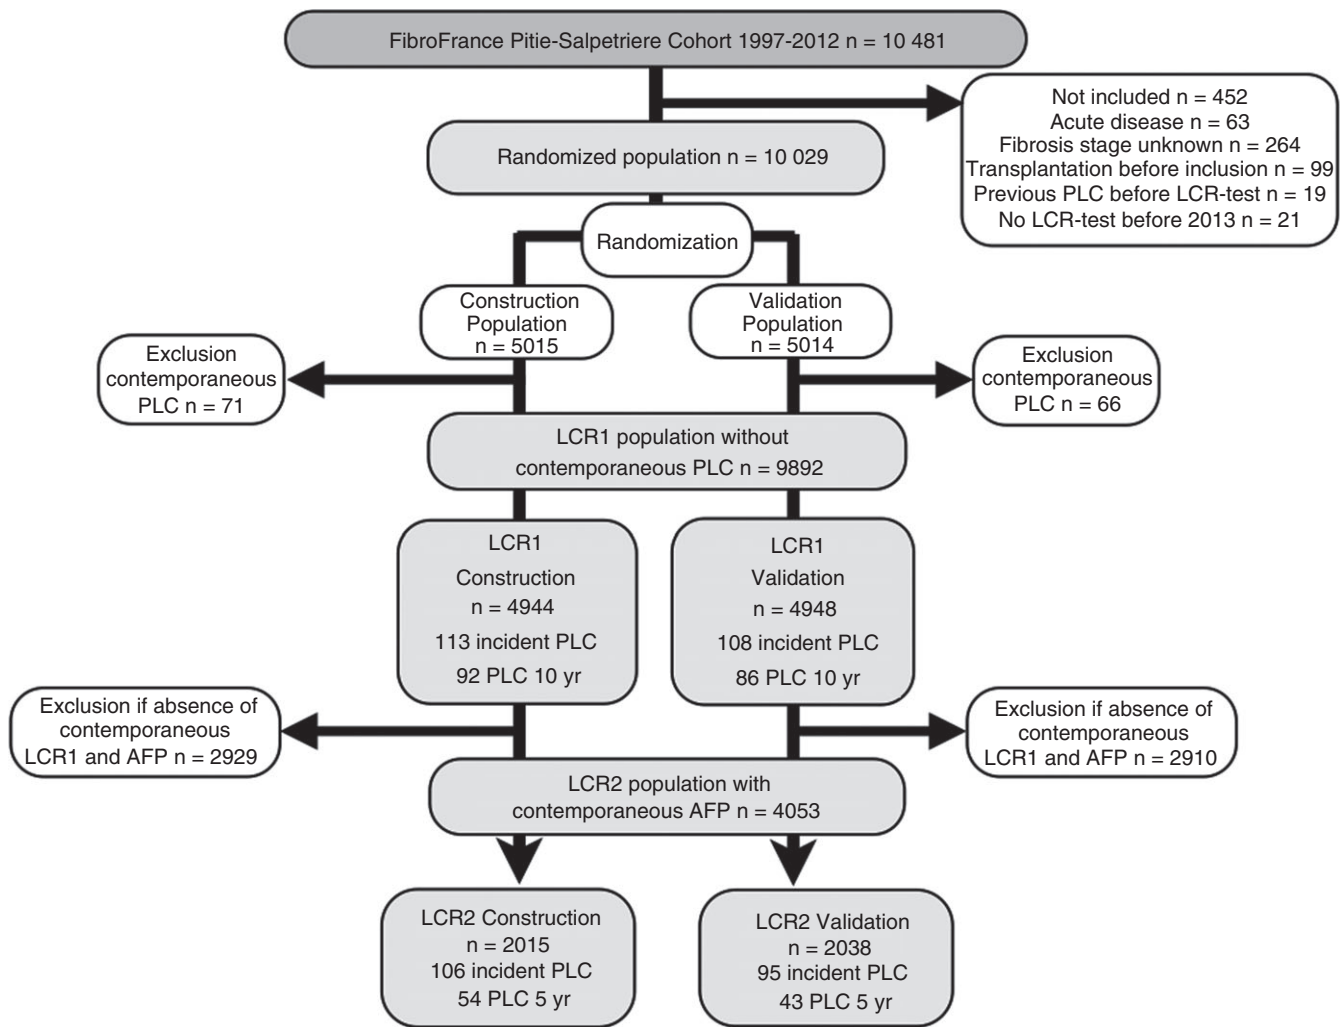 FibroFrance Pitie-Salpetriere Cohort 1997-2012 n = 10 481
Not included n = 452
Acute disease n = 63
Fibrosis stage unknown n = 264
Transplantation before inclusion n = 99
Previous PLC before LCR-test n = 19
No LCR-test before 2013 n = 21
Randomized population n = 10 029
Randomization
Construction
Population
n = 5015
Validation
Population
n = 5014
Exclusion
contemporaneous
PLC n = 71
Exclusion
contemporaneous
PLC n = 66
LCR1 population without
contemporaneous PLC n = 9892
LCR1
Construction
n = 4944
113 incident PLC
92 PLC 10 yr
LCR1
Validation
n = 4948
108 incident PLC
86 PLC 10 yr
Exclusion if absence of
contemporaneous
LCR1 and AFP n = 2929
Exclusion if absence of
contemporaneous
LCR1 and AFP n = 2910
LCR2 population with
contemporaneous AFP n = 4053
LCR2 Construction
n = 2015
106 incident PLC
54 PLC 5 yr
LCR2 Validation
n = 2038
95 incident PLC
43 PLC 5 yr